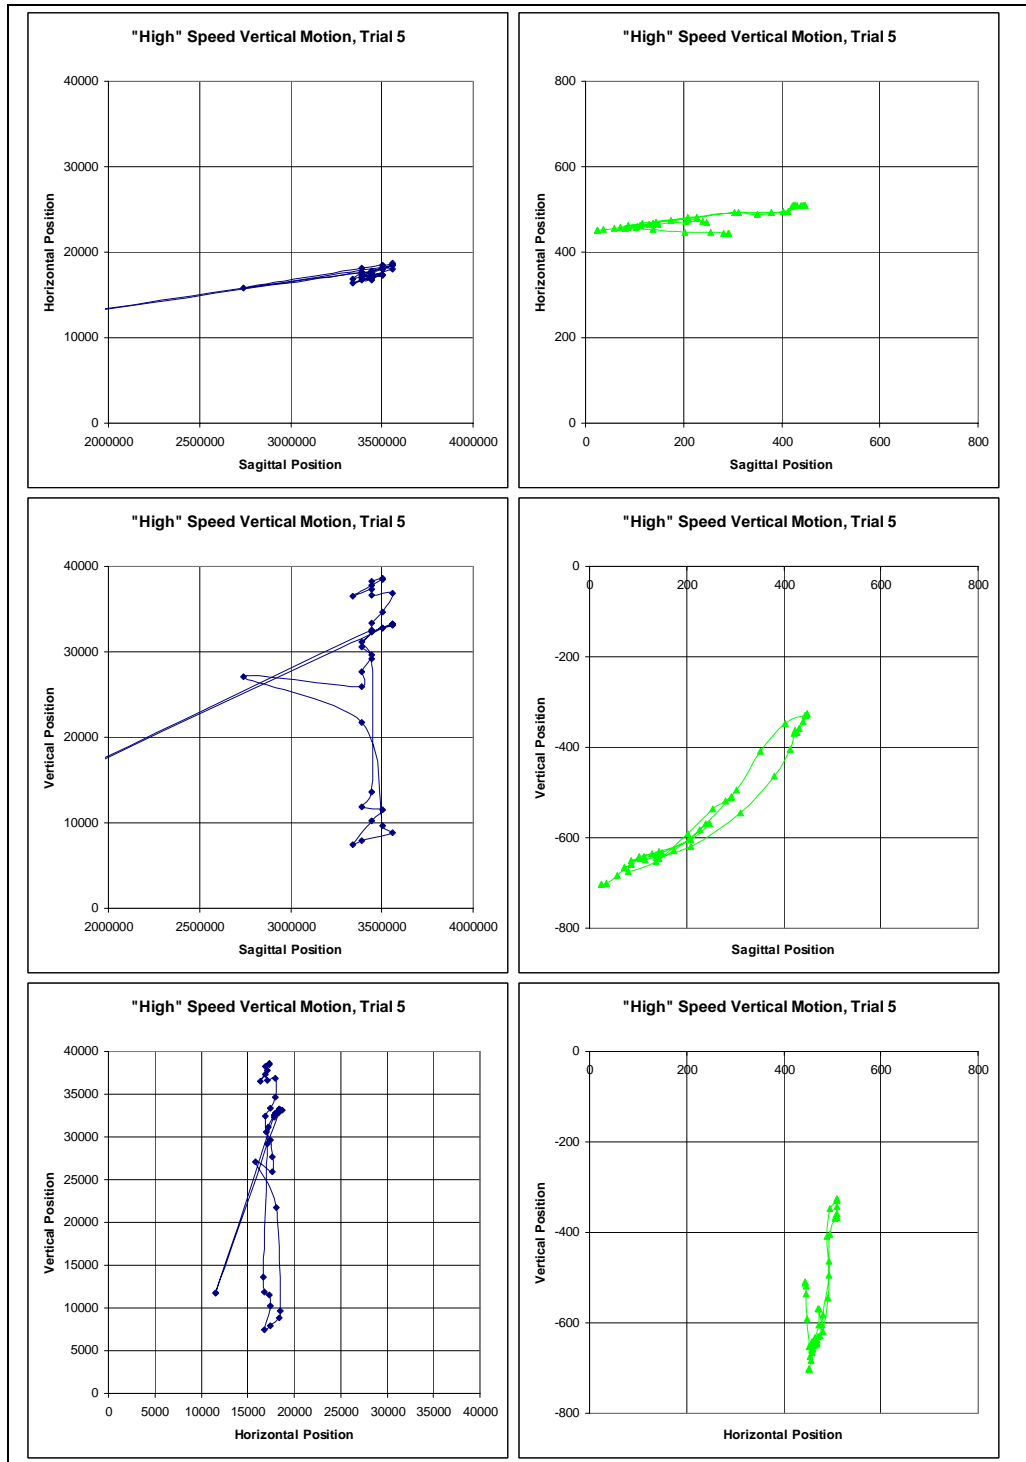 "High" Speed Vertical Motion, Trial 5
40000
30000
20000
10000
0
2000000 2500000 3000000 3500000 4000000
Horizontal Position
Sagittal Position
"High" Speed Vertical Motion, Trial 5
800
600
400
200
0
0 200 400 600 800
Horizontal Position
Sagittal Position
"High" Speed Vertical Motion, Trial 5
40000
30000
20000
10000
0
2000000 2500000 3000000 3500000 4000000
Vertical Position
Sagittal Position
"High" Speed Vertical Motion, Trial 5
0
0 200 400 600 800
-200
-400
-600
-800
Vertical Position
Sagittal Position
"High" Speed Vertical Motion, Trial 5
40000
35000
30000
25000
20000
15000
10000
5000
0
0 5000 10000 15000 20000 25000 30000 35000 40000
Vertical Position
Horizontal Position
"High" Speed Vertical Motion, Trial 5
0
0 200 400 600 800
-200
-400
-600
-800
Vertical Position
Horizontal Position